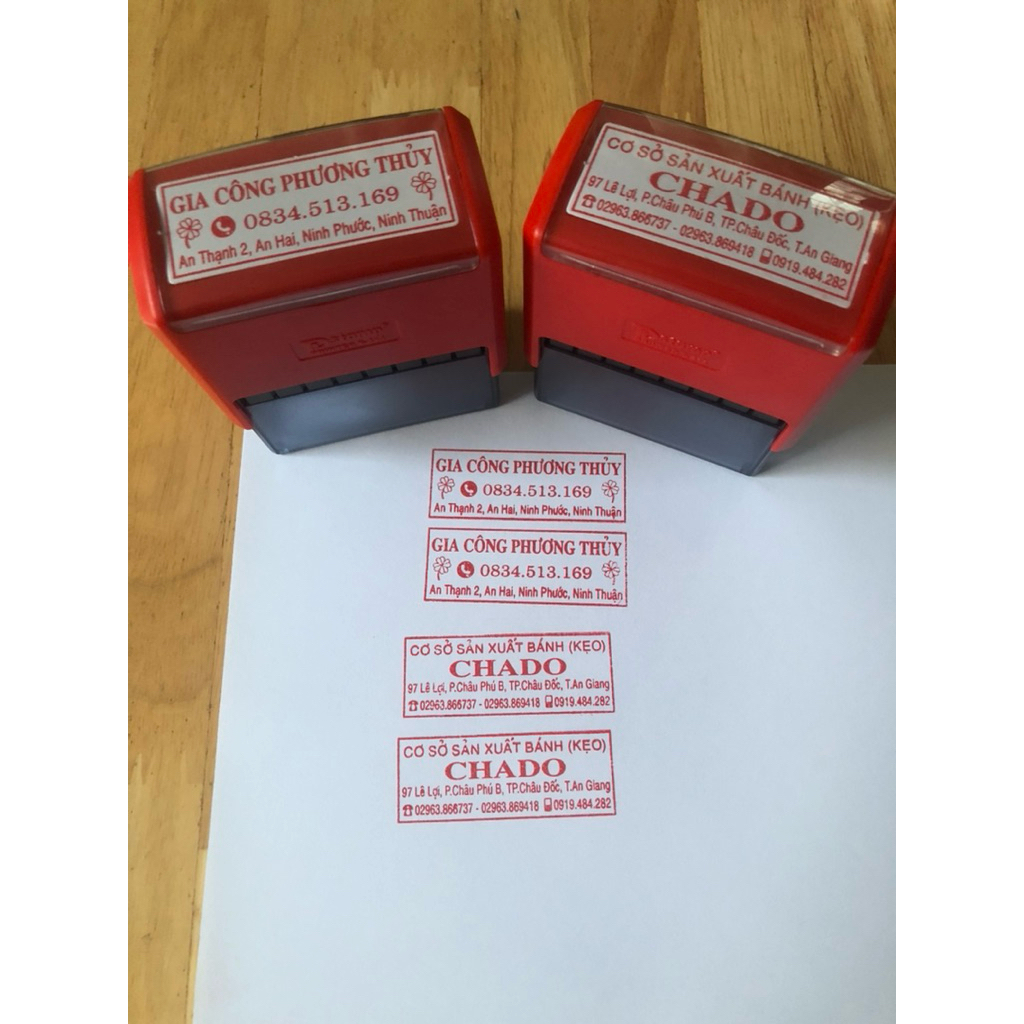 GIA CÔNG PHƯƠNG THỦY
0834.513.169
An Thạnh 2, An Hai, Ninh Phước, Ninh Thuận
CƠ SỞ SẢN XUẤT BÁNH (KẸO)
CHADO
97 Lê Lợi, P.Châu Phú B, TP.Châu Đốc, T.An Giang
02963.866737 - 02963.869418 0919.484.282
GIA CÔNG PHƯƠNG THỦY
0834.513.169
An Thạnh 2, An Hai, Ninh Phước, Ninh Thuận
GIA CÔNG PHƯƠNG THỦY
0834.513.169
An Thạnh 2, An Hai, Ninh Phước, Ninh Thuận
CƠ SỞ SẢN XUẤT BÁNH (KẸO)
CHADO
97 Lê Lợi, P.Châu Phú B, TP.Châu Đốc, T.An Giang
02963.866737 - 02963.869418 0919.484.282
CƠ SỞ SẢN XUẤT BÁNH (KẸO)
CHADO
97 Lê Lợi, P.Châu Phú B, TP.Châu Đốc, T.An Giang
02963.866737 - 02963.869418 0919.484.282